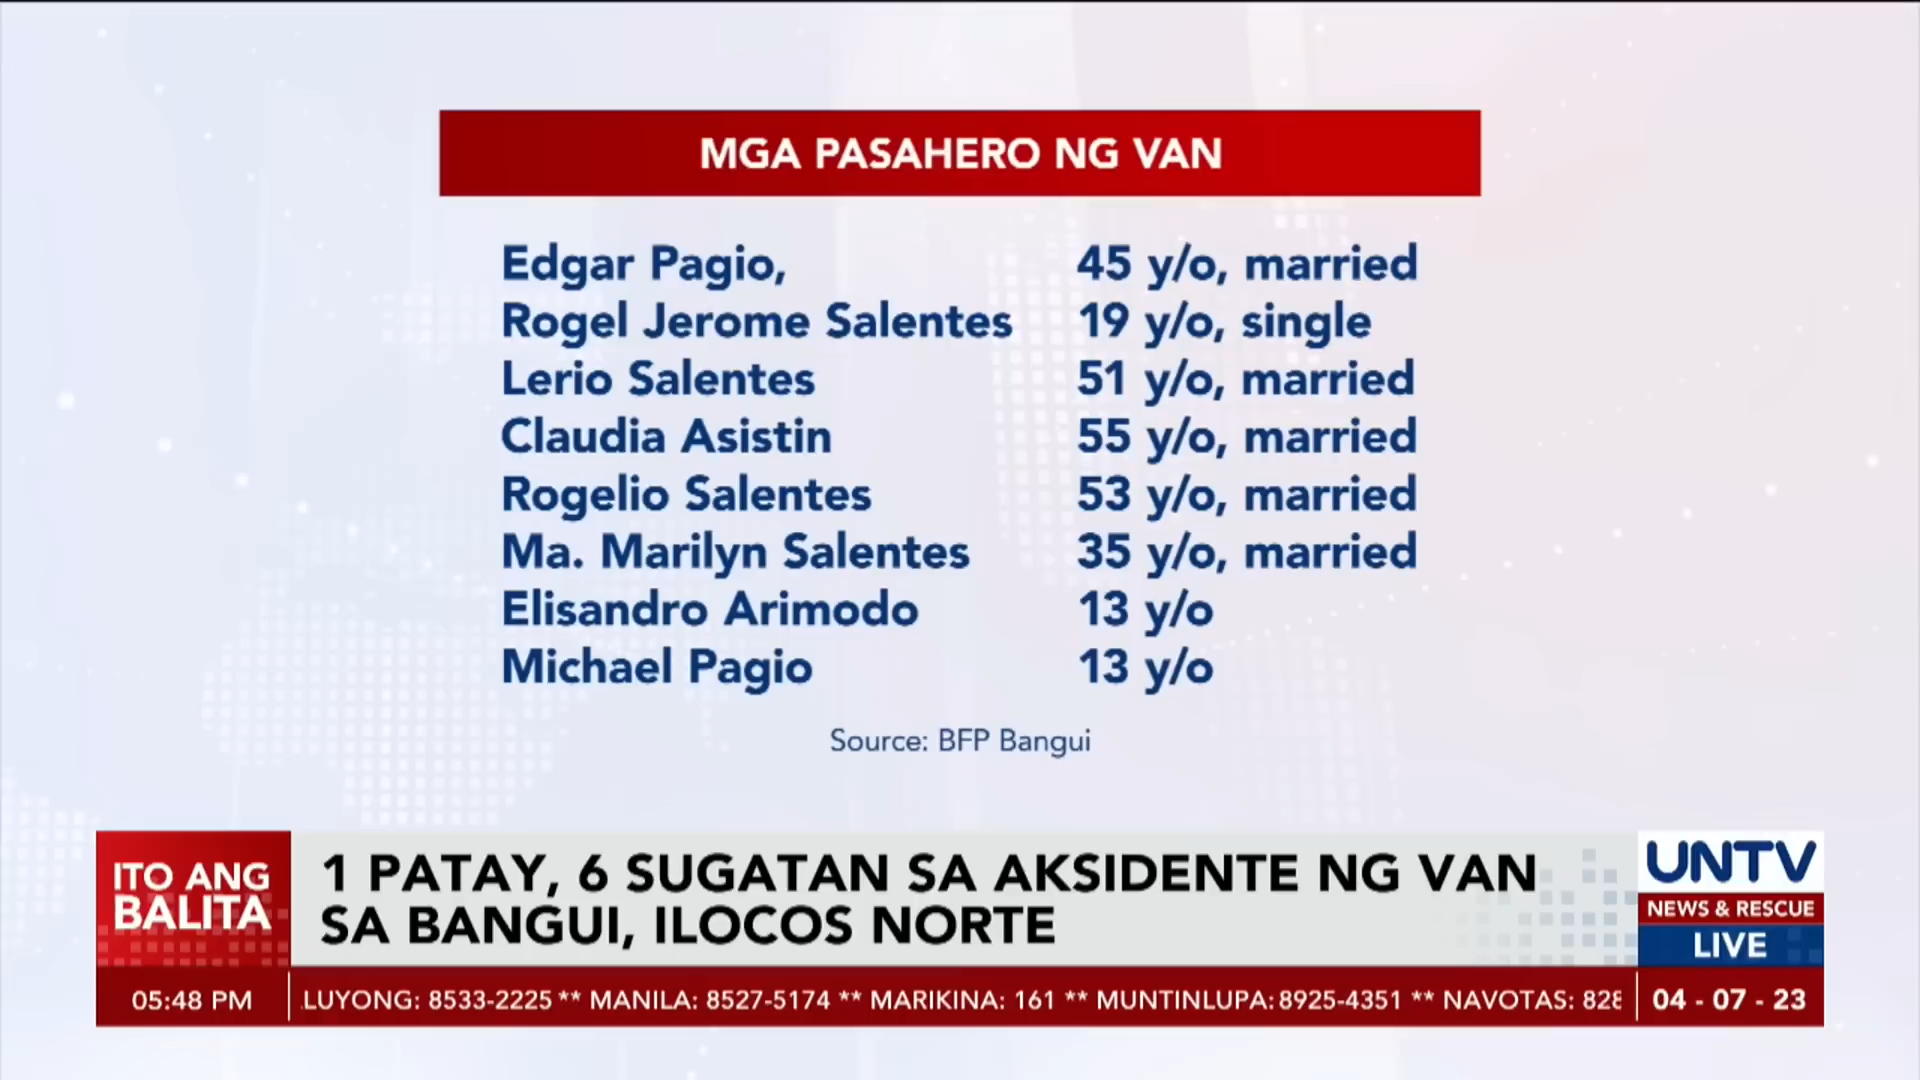 MGA PASAHERO NG VAN
Edgar Pagio, 45 y/o, married
Rogel Jerome Salentes 19 y/o, single
Lerio Salentes 51 y/o, married
Claudia Asistin 55 y/o, married
Rogelio Salentes 53 y/o, married
Ma. Marilyn Salentes 35 y/o, married
Elisandro Arimodo 13 y/o
Michael Pagio 13 y/o
Source: BFP Bangui
ITO ANG
BALITA
1 PATAY, 6 SUGATAN SA AKSIDENTE NG VAN
SA BANGUI, ILOCOS NORTE
UNTV
NEWS & RESCUE
LIVE
05:48 PM
LUYONG: 8533-2225 ** MANILA: 8527-5174 ** MARIKINA: 161 ** MUNTINLUPA: 8925-4351 ** NAVOTAS: 828
04 - 07 - 23